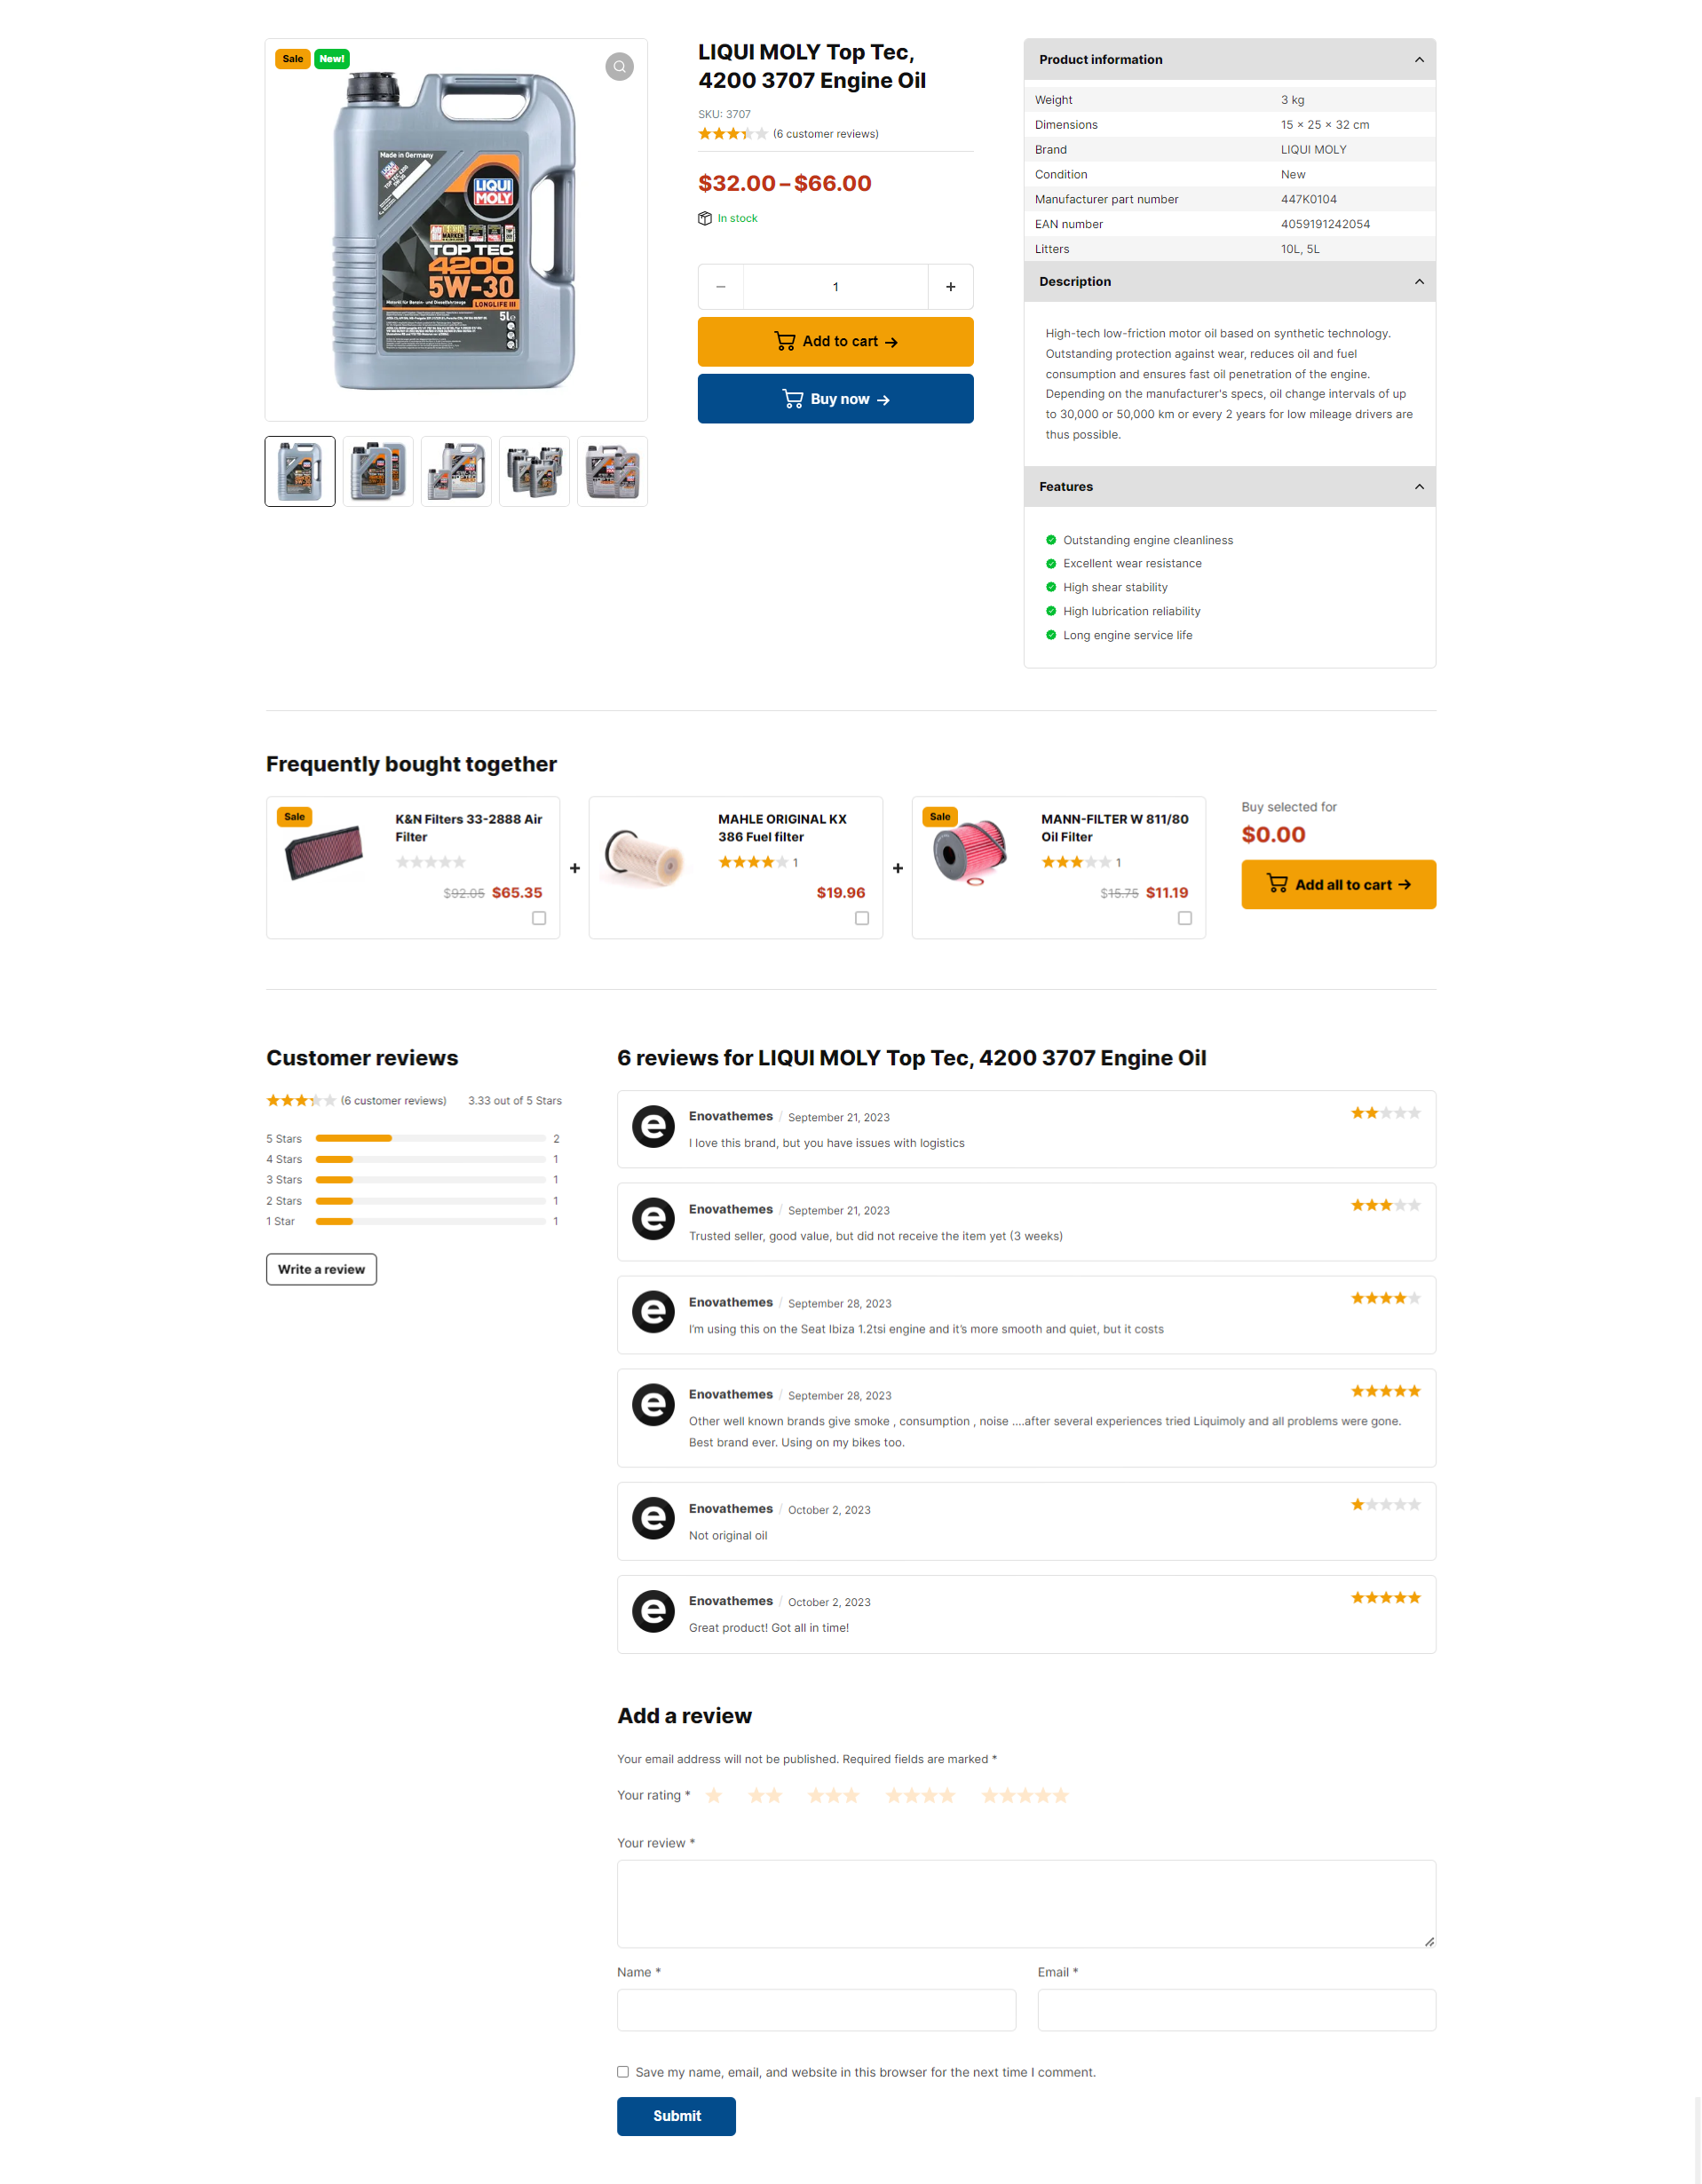 Sale New!
Made in Germany
LIQUI
MOLY
TOP TEC
4200
5W-30
LONGLIFE III
5L
LIQUI MOLY Top Tec,
4200 3707 Engine Oil
SKU: 3707
(6 customer reviews)
$32.00–$66.00
In stock
− 1 +
Add to cart
Buy now
Product information
Weight 3 kg
Dimensions 15 × 25 × 32 cm
Brand LIQUI MOLY
Condition New
Manufacturer part number 447K0104
EAN number 4059191242054
Litters 10L, 5L
Description
High-tech low-friction motor oil based on synthetic technology.
Outstanding protection against wear, reduces oil and fuel
consumption and ensures fast oil penetration of the engine.
Depending on the manufacturer's specs, oil change intervals of up
to 30,000 or 50,000 km or every 2 years for low mileage drivers are
thus possible.
Features
Outstanding engine cleanliness
Excellent wear resistance
High shear stability
High lubrication reliability
Long engine service life
Frequently bought together
Sale
K&N Filters 33-2888 Air
Filter
$92.05 $65.35
+
MAHLE ORIGINAL KX
386 Fuel filter
1
$19.96
+
Sale
MANN-FILTER W 811/80
Oil Filter
1
$15.75 $11.19
Buy selected for
$0.00
Add all to cart
Customer reviews
(6 customer reviews) 3.33 out of 5 Stars
5 Stars 2
4 Stars 1
3 Stars 1
2 Stars 1
1 Star 1
Write a review
6 reviews for LIQUI MOLY Top Tec, 4200 3707 Engine Oil
Enovathemes / September 21, 2023
I love this brand, but you have issues with logistics
Enovathemes / September 21, 2023
Trusted seller, good value, but did not receive the item yet (3 weeks)
Enovathemes / September 28, 2023
I'm using this on the Seat Ibiza 1.2tsi engine and it's more smooth and quiet, but it costs
Enovathemes / September 28, 2023
Other well known brands give smoke , consumption , noise ....after several experiences tried Liquimoly and all problems were gone.
Best brand ever. Using on my bikes too.
Enovathemes / October 2, 2023
Not original oil
Enovathemes / October 2, 2023
Great product! Got all in time!
Add a review
Your email address will not be published. Required fields are marked *
Your rating *
Your review *
Name * Email *
Save my name, email, and website in this browser for the next time I comment.
Submit